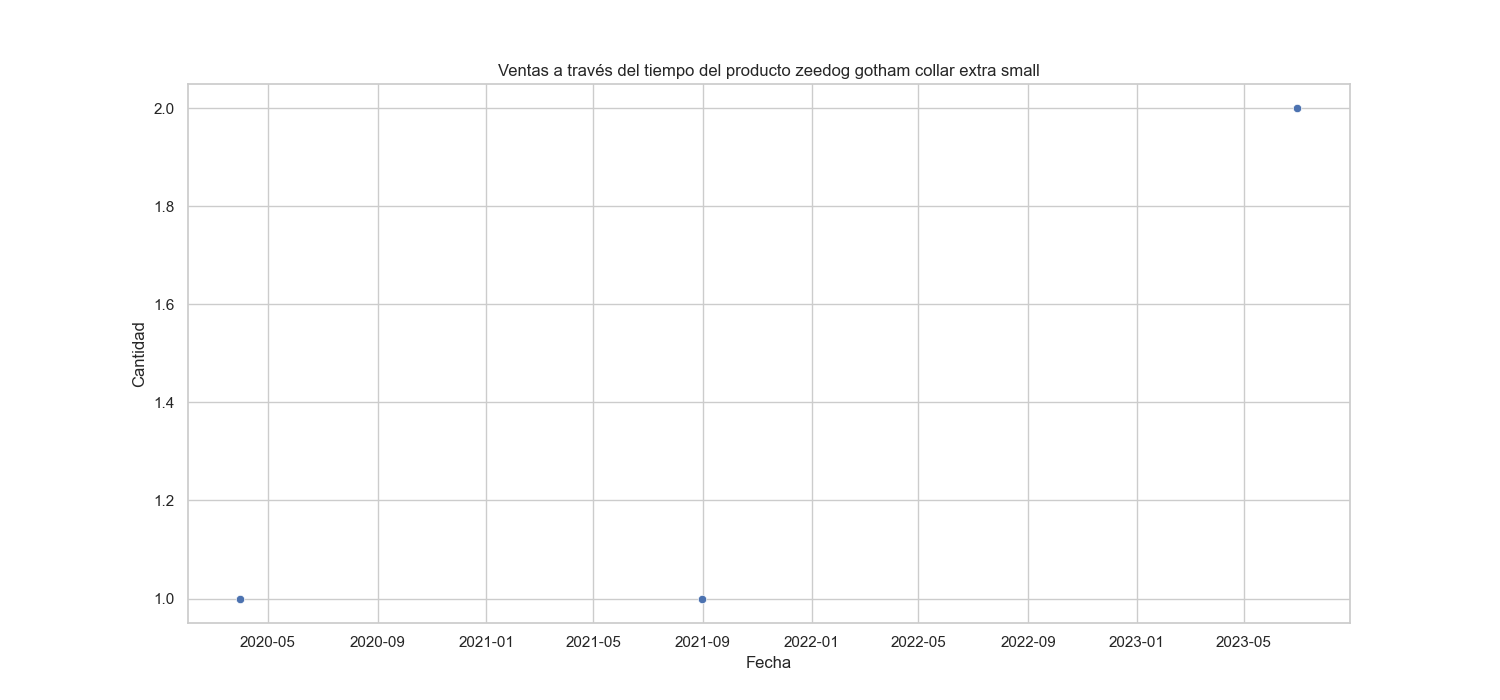 Ventas a través del tiempo del producto zeedog gotham collar extra small
2.0
1.8
1.6
1.4
1.2
1.0
Cantidad
2020-05 2020-09 2021-01 2021-05 2021-09 2022-01 2022-05 2022-09 2023-01 2023-05
Fecha